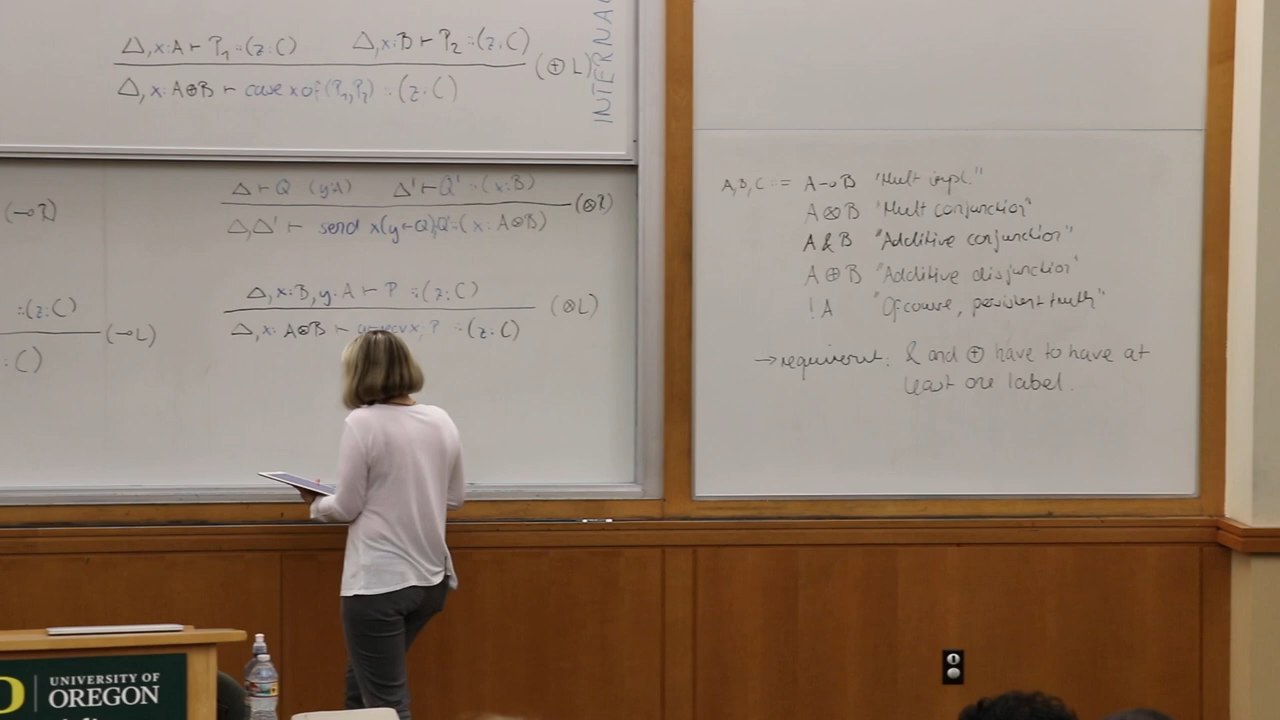 Δ, x:A ⊢ P₁ :: (z:C)    Δ, x:B ⊢ P₂ :: (z:C)
(⊕L)
Δ, x: A⊕B ⊢ case x of (P₁, P₂) :: (z:C)
INTERNAL
(⊸R)
Δ ⊢ Q (y:A)    Δ' ⊢ Q' :: (x:B)
(⊗R)
Δ,Δ' ⊢ send x(y←Q);Q' :: (x: A⊗B)
::(z:C)
(⊸L)
:C)
Δ, x:B, y:A ⊢ P :: (z:C)
(⊗L)
Δ, x: A⊗B ⊢ recv x; P :: (z:C)
A,B,C ::= A⊸B "Mult impl."
A⊗B "Mult conjunction"
A & B "Additive conjunction"
A⊕B "Additive disjunction"
!A "Of course, persistent truth"
→ requirement: & and ⊕ have to have at
least one label.
UNIVERSITY OF
OREGON